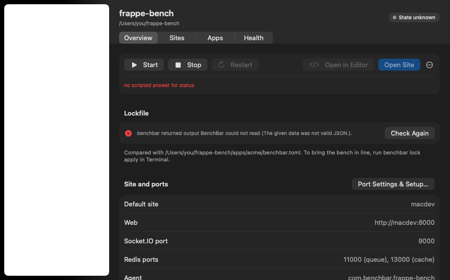 frappe-bench
/Users/you/frappe-bench
State unknown
Overview
Sites
Apps
Health
Start
Stop
Restart
Open in Editor
Open Site
no scripted answer for status
Lockfile
benchbar returned output BenchBar could not read (The given data was not valid JSON.).
Check Again
Compared with /Users/you/frappe-bench/apps/acme/benchbar.toml. To bring the bench in line, run benchbar lock
apply in Terminal.
Site and ports
Port Settings & Setup...
Default site
macdev
Web
http://macdev:8000
Socket.IO port
9000
Redis ports
11000 (queue), 13000 (cache)
Agent
com.benchbar.frappe-bench